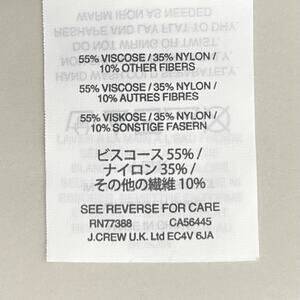 55% VISCOSE / 35% NYLON /
10% OTHER FIBERS
55% VISCOSE / 35% NYLON /
10% AUTRES FIBRES
55% VISKOSE / 35% NYLON /
10% SONSTIGE FASERN
ビスコース 55% /
ナイロン 35% /
その他の繊維 10%
SEE REVERSE FOR CARE
RN77388 CA56445
J.CREW U.K. Ltd EC4V 6JA